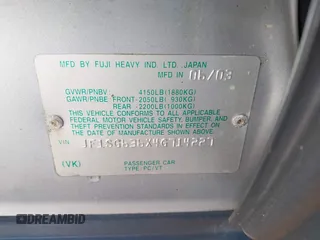 MFD BY FUJI HEAVY IND. LTD. JAPAN
MFD IN 06/03
GVWR/PNBV 4150LB(1880KG)
GAWR/PNBE FRONT-2050LB( 930KG)
REAR -2200LB(1000KG)
THIS VEHICLE CONFORMS TO ALL APPLICABLE
FEDERAL MOTOR VEHICLE SAFETY, BUMPER, AND
THEFT PREVENTION STANDARDS IN EFFECT ON
THE DATE OF MANUFACTURE SHOWN ABOVE.
VIN
(VK) PASSENGER CAR
TYPE: PC/VT
DREAMBID